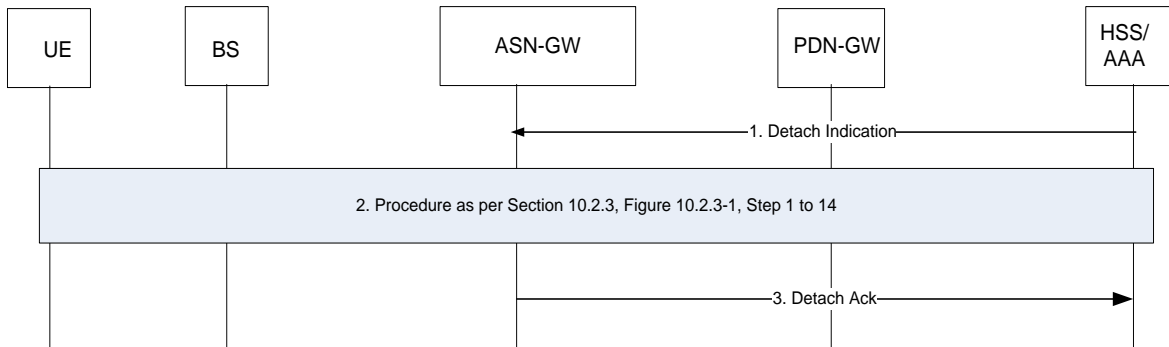 UE
BS
ASN-GW
PDN-GW
HSS/
AAA
1. Detach Indication
2. Procedure as per Section 10.2.3, Figure 10.2.3-1, Step 1 to 14
3. Detach Ack